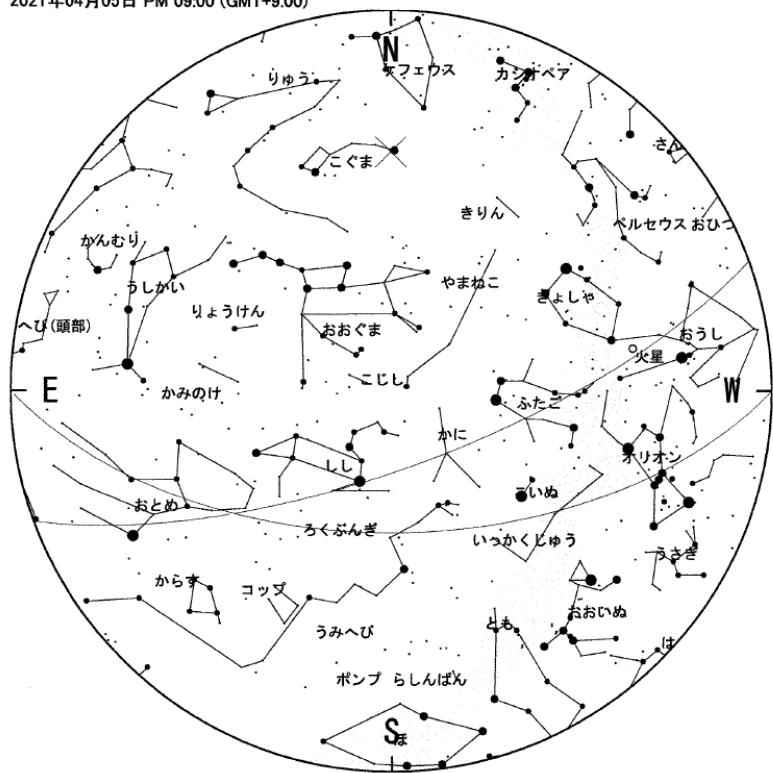 2021年04月05日 PM 09:00 (GMT+9:00)
N
ケフェウス
カシオペア
りゅう
こぐま
さん
きりん
ペルセウス おひつ
かんむり
うしかい
やまねこ
ぎょしゃ
りょうけん
へび(頭部)
おおぐま
おうし
火星
こじし
E
W
かみのけ
ふたご
かに
しし
オリオン
こいぬ
おとめ
ろくぶんぎ
いっかくじゅう
うさぎ
からす
コップ
おおいぬ
とも
うみへび
は
ポンプ らしんばん
S
ほ